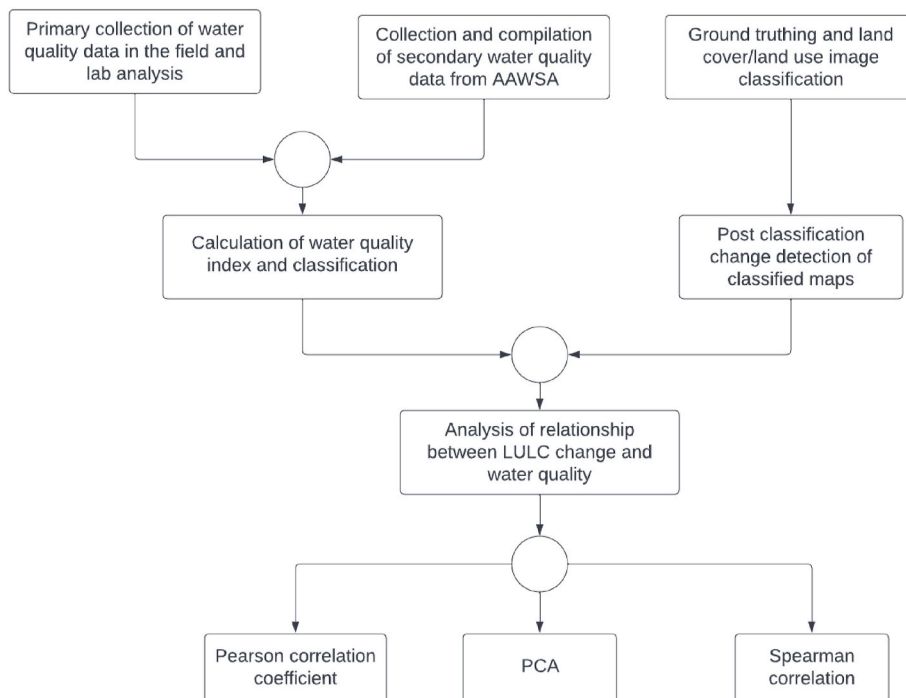 Primary collection of water
quality data in the field and
lab analysis
Collection and compilation
of secondary water quality
data from AAWSA
Ground truthing and land
cover/land use image
classification
Calculation of water quality
index and classification
Post classification
change detection of
classified maps
Analysis of relationship
between LULC change and
water quality
Pearson correlation
coefficient
PCA
Spearman
correlation